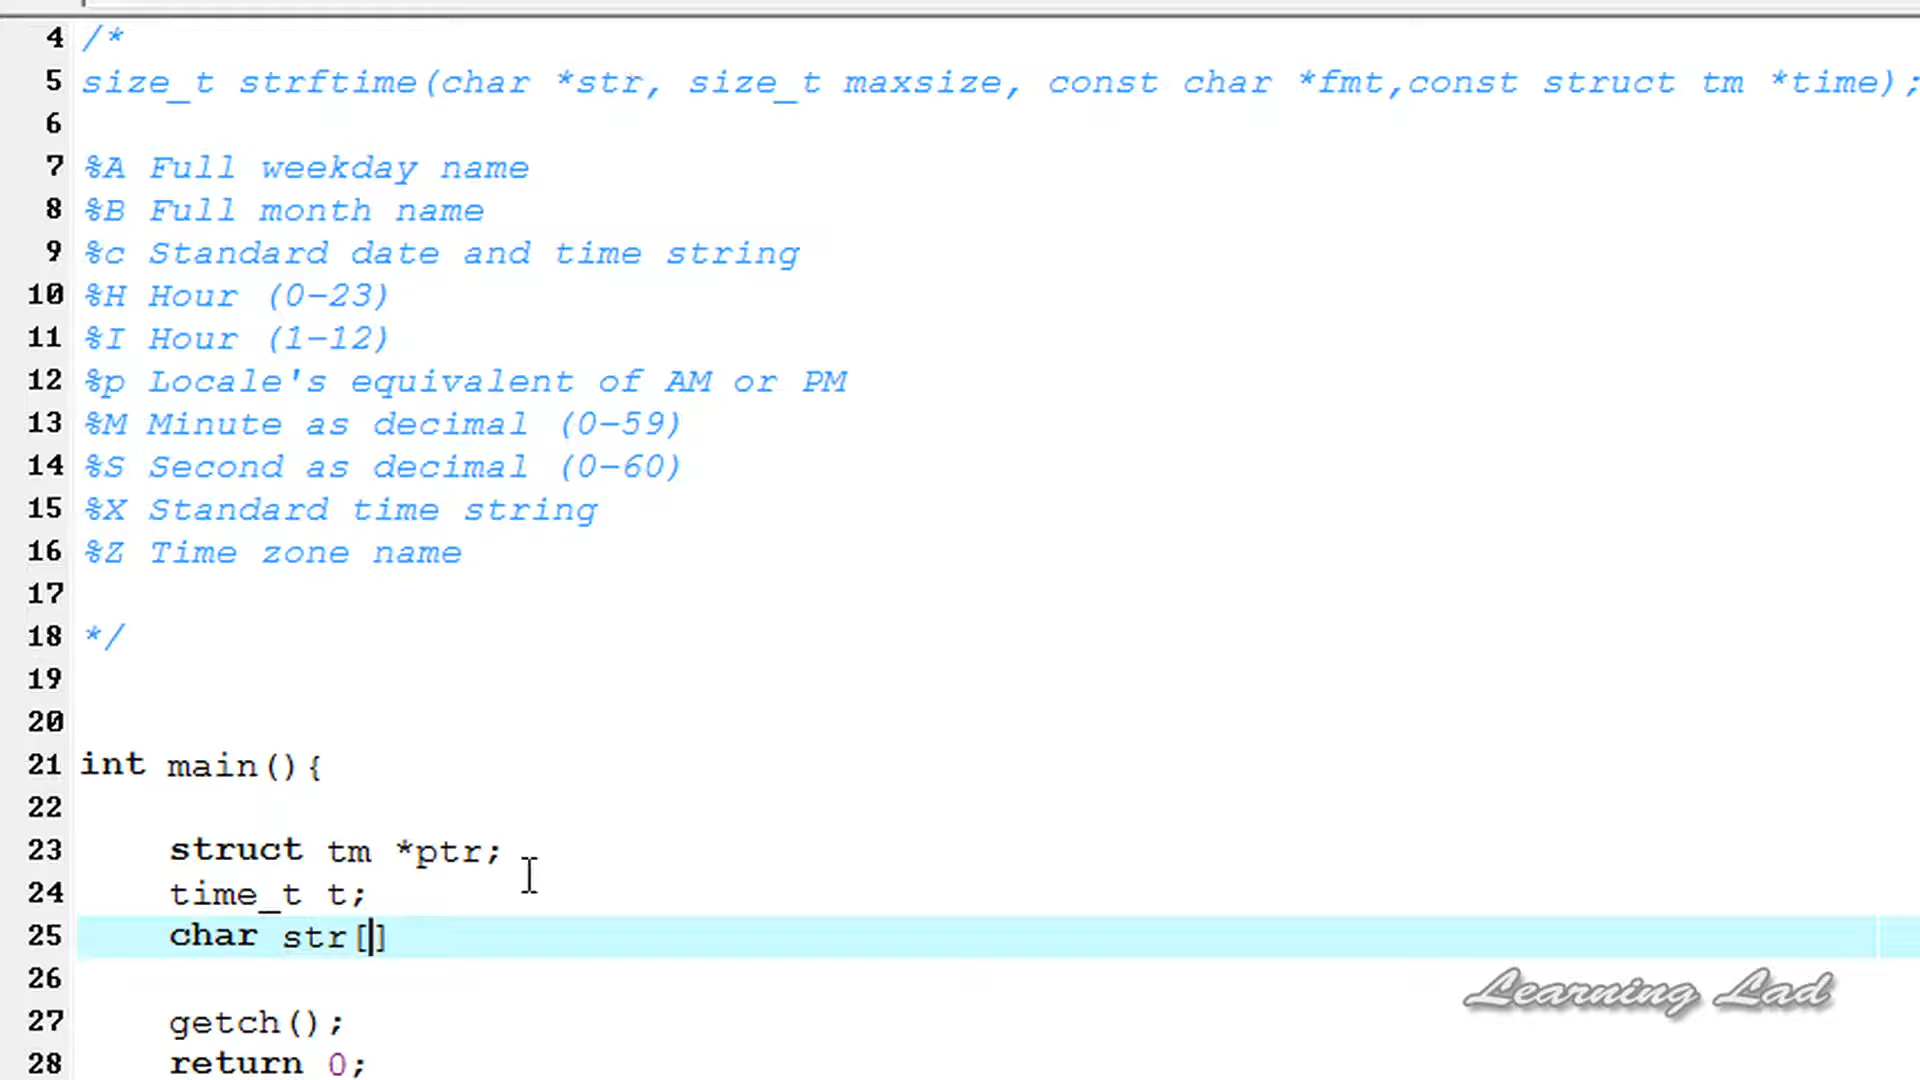 4 /*
5 size_t strftime(char *str, size_t maxsize, const char *fmt,const struct tm *time);
6
7 %A Full weekday name
8 %B Full month name
9 %c Standard date and time string
10 %H Hour (0-23)
11 %I Hour (1-12)
12 %p Locale's equivalent of AM or PM
13 %M Minute as decimal (0-59)
14 %S Second as decimal (0-60)
15 %X Standard time string
16 %Z Time zone name
17
18 */
19
20
21 int main(){
22
23 struct tm *ptr;
24 time_t t;
25 char str[]
26
27 getch();
28 return 0;
Learning Lad